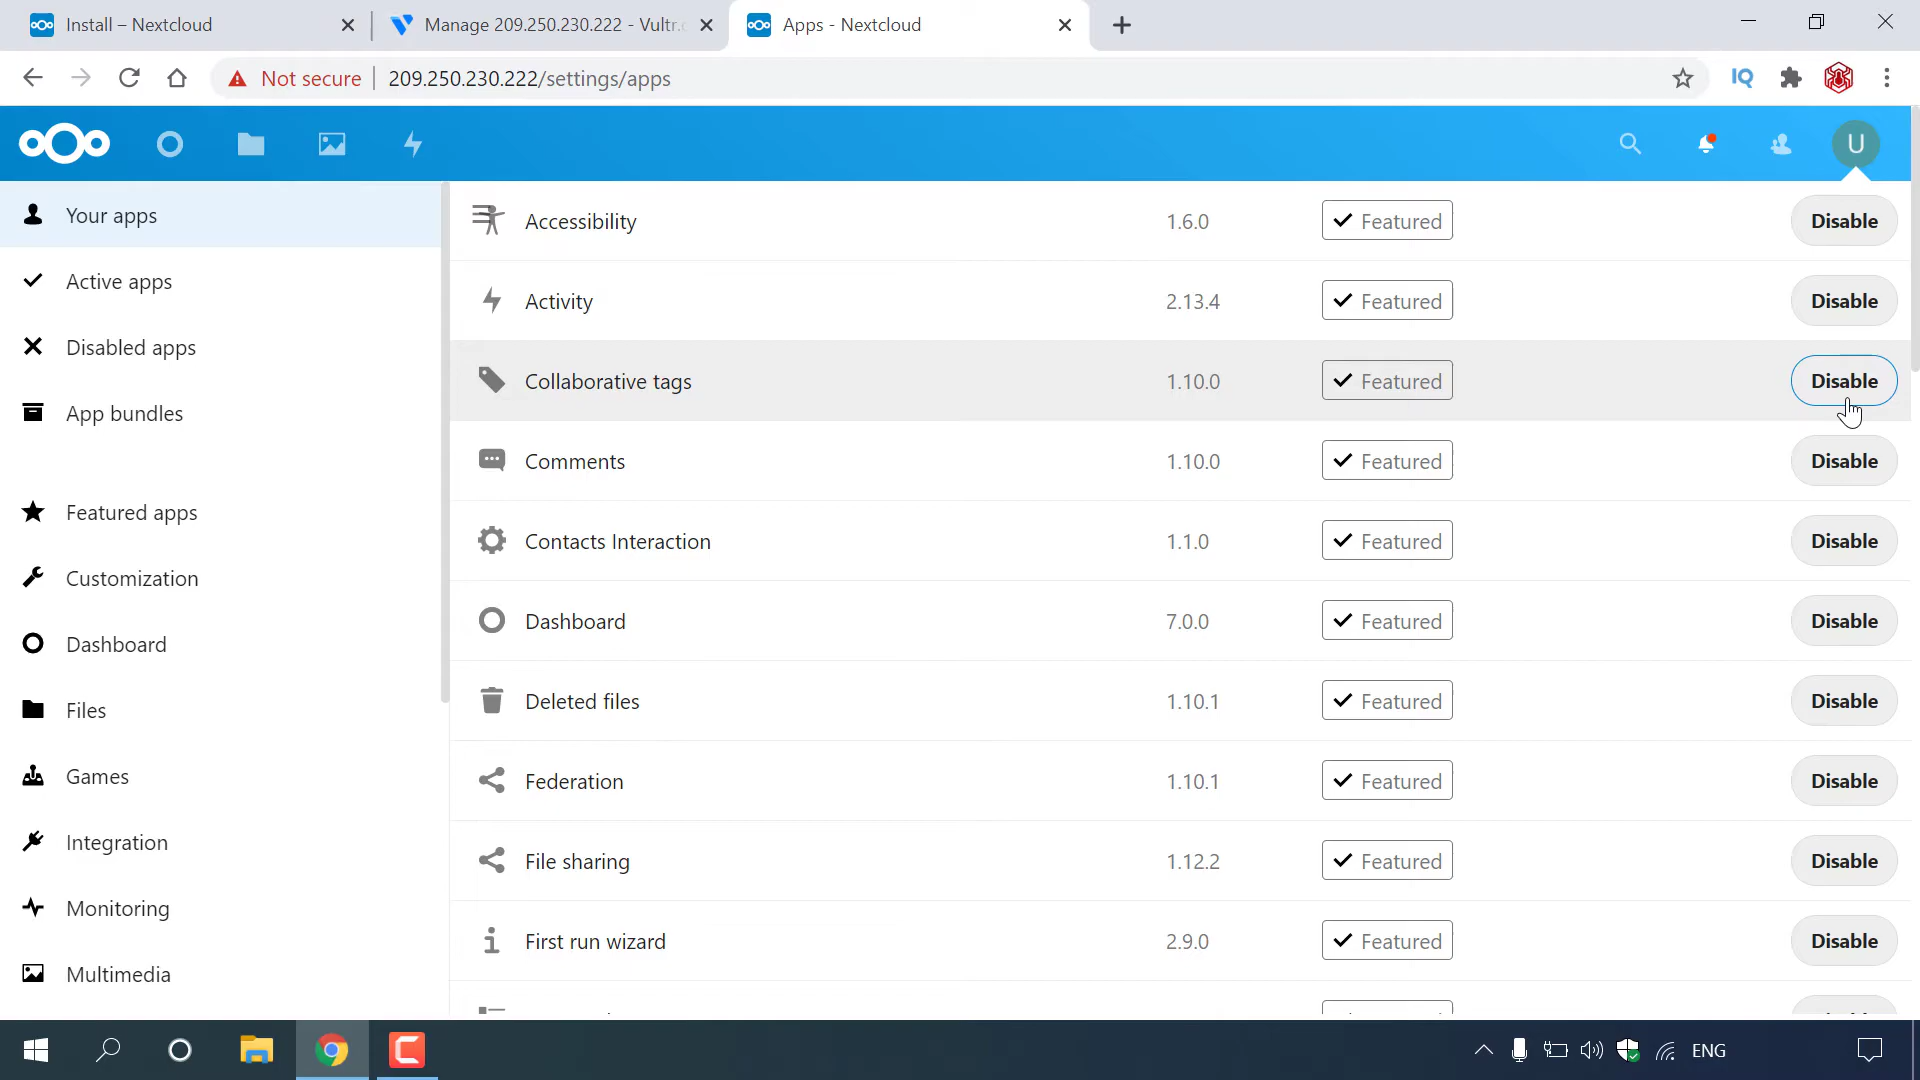 Install – Nextcloud
Manage 209.250.230.222 - Vultr.c
Apps - Nextcloud
Not secure
209.250.230.222/settings/apps
IQ
U
Your apps
Active apps
Disabled apps
App bundles
Featured apps
Customization
Dashboard
Files
Games
Integration
Monitoring
Multimedia
Accessibility 1.6.0 Featured Disable
Activity 2.13.4 Featured Disable
Collaborative tags 1.10.0 Featured Disable
Comments 1.10.0 Featured Disable
Contacts Interaction 1.1.0 Featured Disable
Dashboard 7.0.0 Featured Disable
Deleted files 1.10.1 Featured Disable
Federation 1.10.1 Featured Disable
File sharing 1.12.2 Featured Disable
First run wizard 2.9.0 Featured Disable
ENG